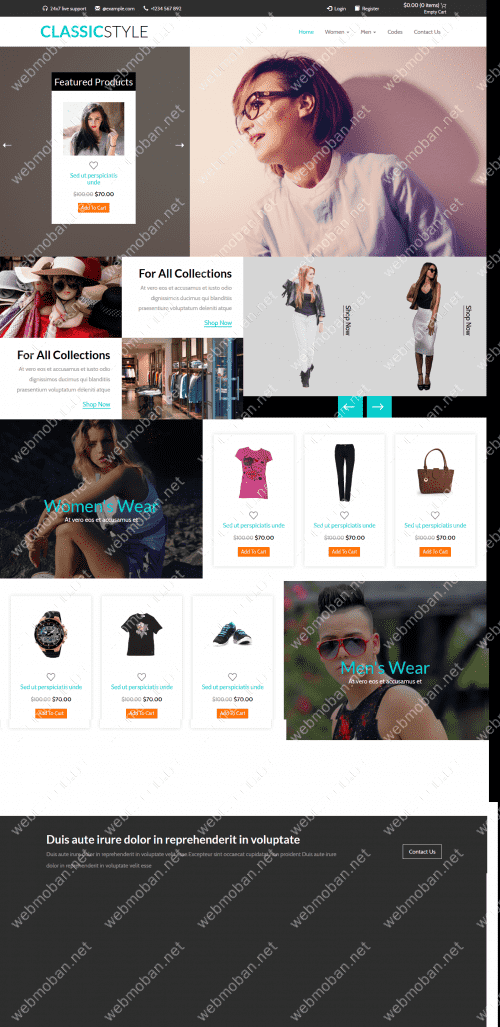 24x7 live support @example.com +1234 567 892 Login Register $0.00 (0 items)
Empty Cart
CLASSICSTYLE
Home Women Men Codes Contact Us
Featured Products
Sed ut perspiciatis
unde
$100.00 $70.00
Add To Cart
For All Collections
At vero eos et accusamus et iusto odio
dignissimos ducimus qui blanditiis
praesentium voluptatum deleniti atque
Shop Now
Shop Now
Shop Now
For All Collections
At vero eos et accusamus et iusto odio
dignissimos ducimus qui blanditiis
praesentium voluptatum deleniti atque
Shop Now
Women's Wear
At vero eos et accusamus et
Sed ut perspiciatis unde
$100.00 $70.00
Add To Cart
Sed ut perspiciatis unde
$100.00 $70.00
Add To Cart
Sed ut perspiciatis unde
$100.00 $70.00
Add To Cart
Sed ut perspiciatis unde
$100.00 $70.00
Add To Cart
Sed ut perspiciatis unde
$100.00 $70.00
Add To Cart
Sed ut perspiciatis unde
$100.00 $70.00
Add To Cart
Men's Wear
At vero eos et accusamus et
Duis aute irure dolor in reprehenderit in voluptate
Duis aute irure dolor in reprehenderit in voluptate velit esse Excepteur sint occaecat cupidatat non proident Duis aute irure
dolor in reprehenderit in voluptate velit esse
Contact Us
webmoban.net